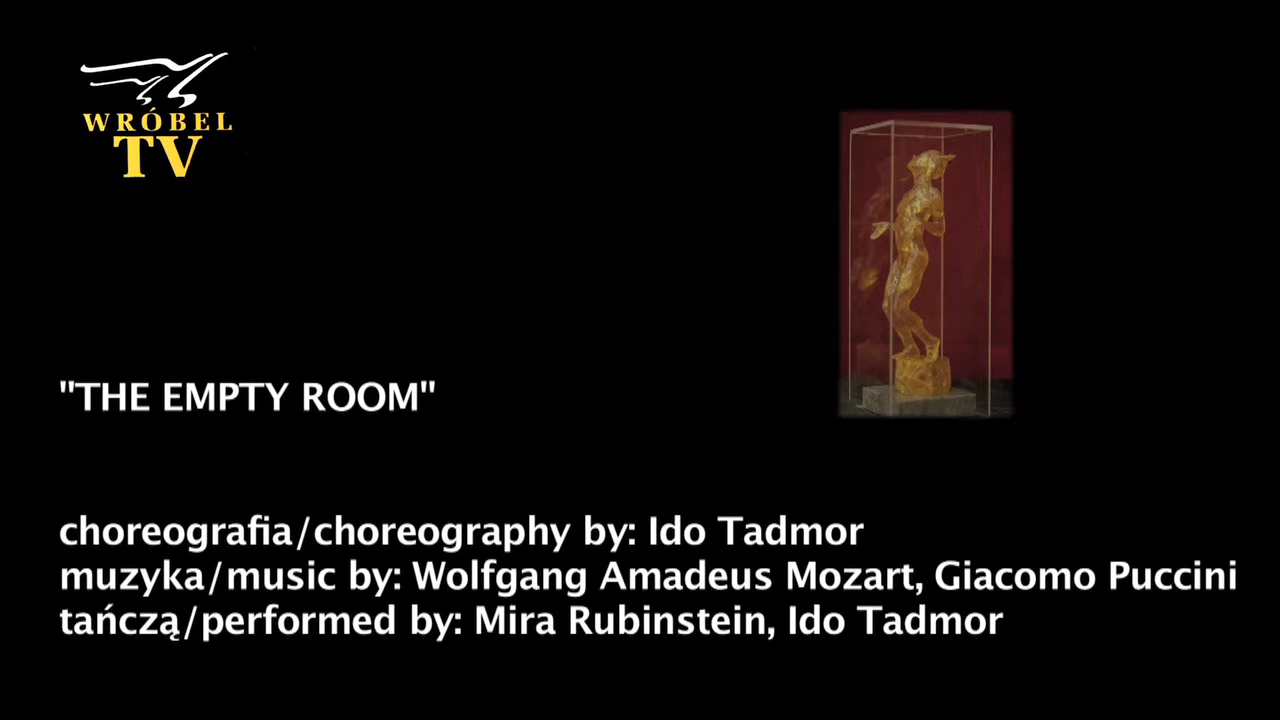 WRÓBEL
TV
"THE EMPTY ROOM"
choreografia/choreography by: Ido Tadmor
muzyka/music by: Wolfgang Amadeus Mozart, Giacomo Puccini
tańczą/performed by: Mira Rubinstein, Ido Tadmor